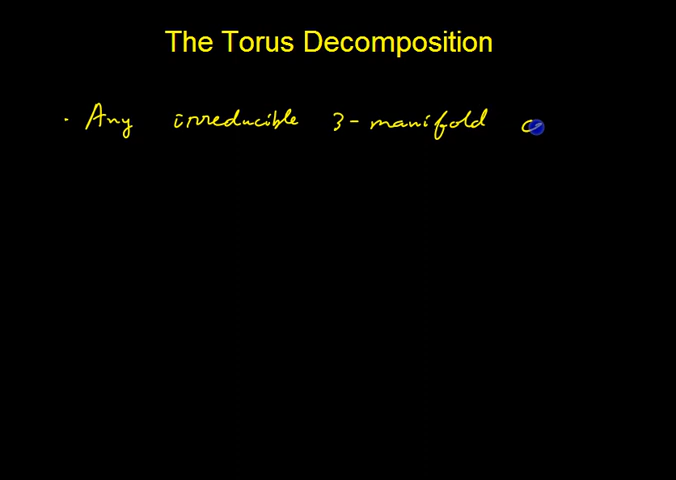 The Torus Decomposition
· Any irreducible 3-manifold